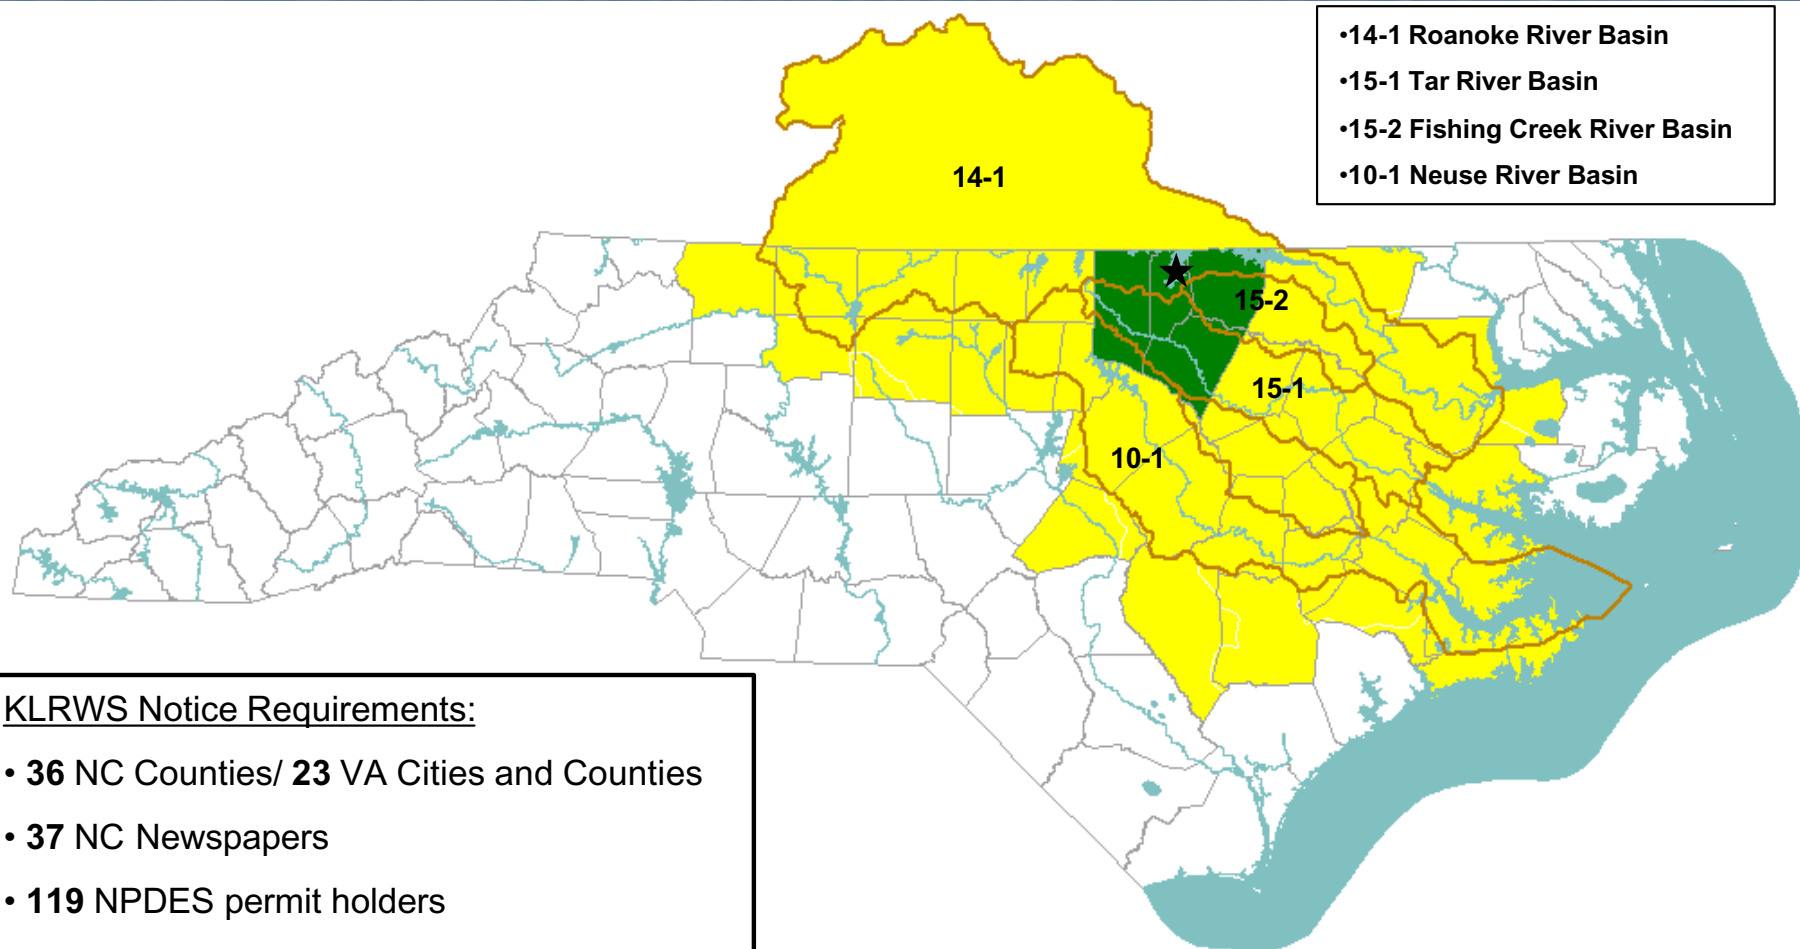 •14-1 Roanoke River Basin
•15-1 Tar River Basin
•15-2 Fishing Creek River Basin
•10-1 Neuse River Basin
14-1
15-2
15-1
10-1
KLRWS Notice Requirements:
• 36 NC Counties/ 23 VA Cities and Counties
• 37 NC Newspapers
• 119 NPDES permit holders